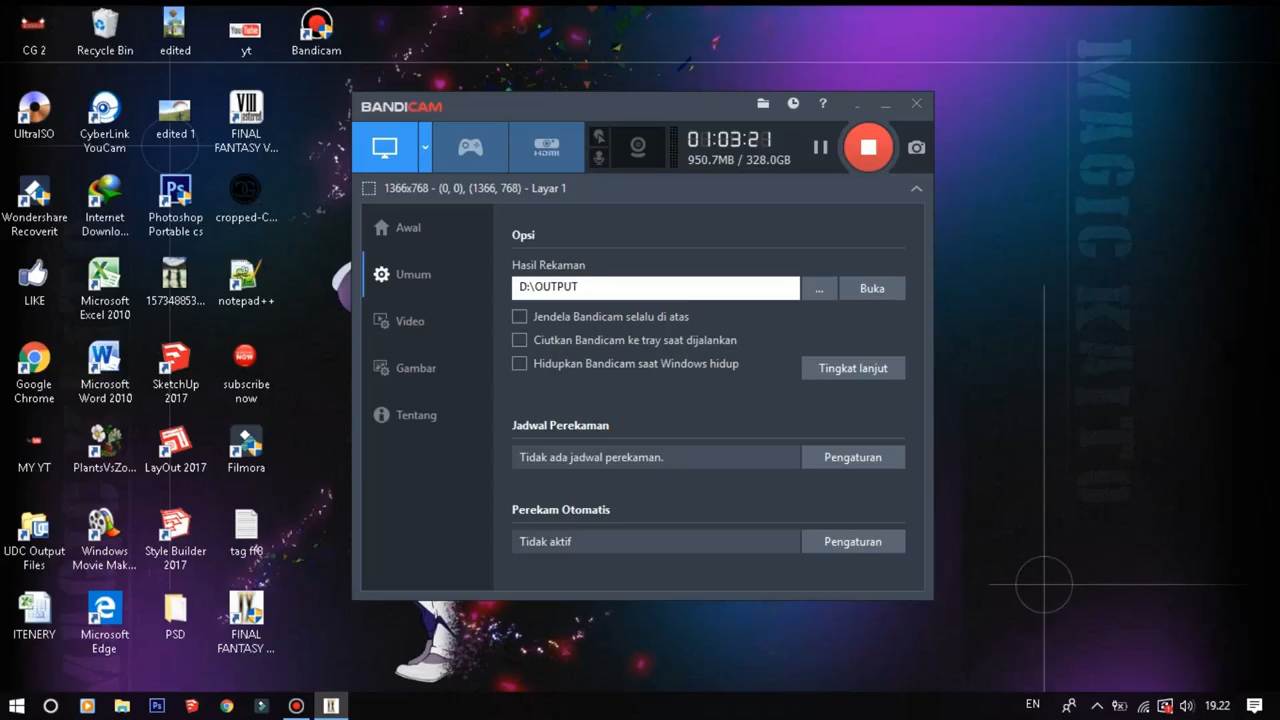 CG 2
Recycle Bin
edited
yt
Bandicam
UltraISO
CyberLink
YouCam
edited 1
FINAL
FANTASY V...
Wondershare
Recoverit
Internet
Downlo...
Photoshop
Portable cs
cropped-C...
LIKE
Microsoft
Excel 2010
157348853...
notepad++
Google
Chrome
Microsoft
Word 2010
SketchUp
2017
subscribe
now
MY YT
PlantsVsZo...
LayOut 2017
Filmora
UDC Output
Files
Windows
Movie Mak...
Style Builder
2017
tag ff8
ITENERY
Microsoft
Edge
PSD
FINAL
FANTASY ...
BANDICAM
?
HDMI
01:03:21
950.7MB / 328.0GB
1366x768 - (0, 0), (1366, 768) - Layar 1
Awal
Umum
Video
Gambar
Tentang
Opsi
Hasil Rekaman
D:\OUTPUT
...
Buka
Jendela Bandicam selalu di atas
Ciutkan Bandicam ke tray saat dijalankan
Hidupkan Bandicam saat Windows hidup
Tingkat lanjut
Jadwal Perekaman
Tidak ada jadwal perekaman.
Pengaturan
Perekam Otomatis
Tidak aktif
Pengaturan
MAGIC KAITO
EN
19.22